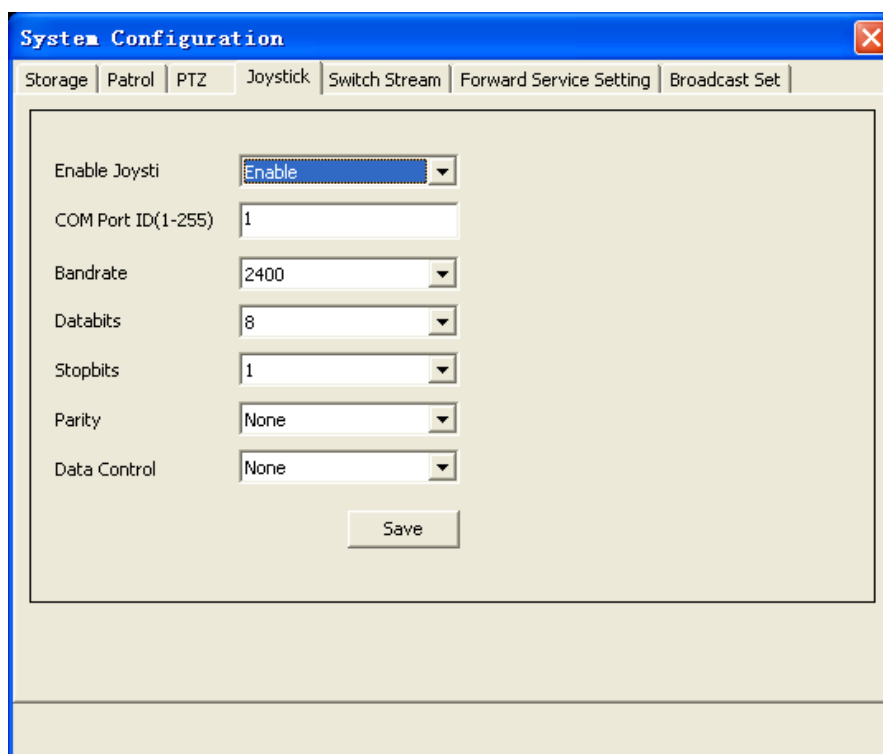 System Configuration
Storage Patrol PTZ Joystick Switch Stream Forward Service Setting Broadcast Set
Enable Joysti Enable
COM Port ID(1-255) 1
Bandrate 2400
Databits 8
Stopbits 1
Parity None
Data Control None
Save